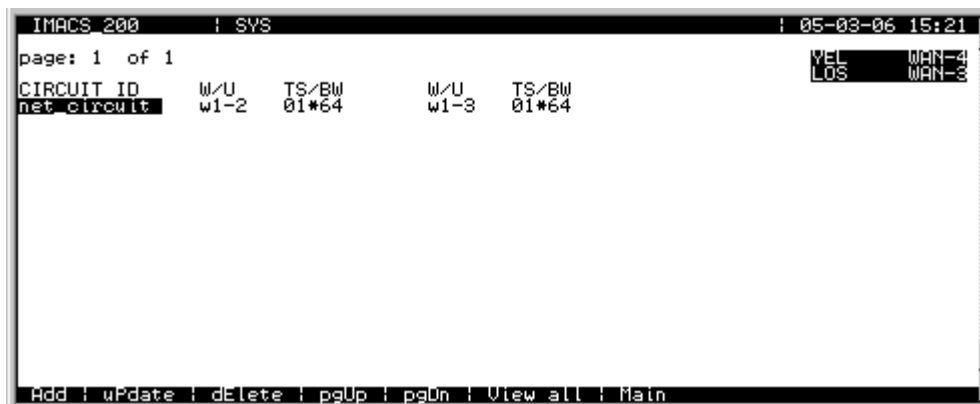 IMACS_200 ¦ SYS ¦ 05-03-06 15:21
page: 1 of 1 YEL WAN-4
LOS WAN-3
CIRCUIT ID W/U TS/BW W/U TS/BW
net_circuit w1-2 01*64 w1-3 01*64
Add ¦ uPdate ¦ dElete ¦ pgUp ¦ pgDn ¦ View all ¦ Main